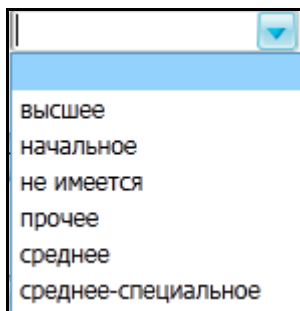 высшее
начальное
не имеется
прочее
среднее
среднее-специальное